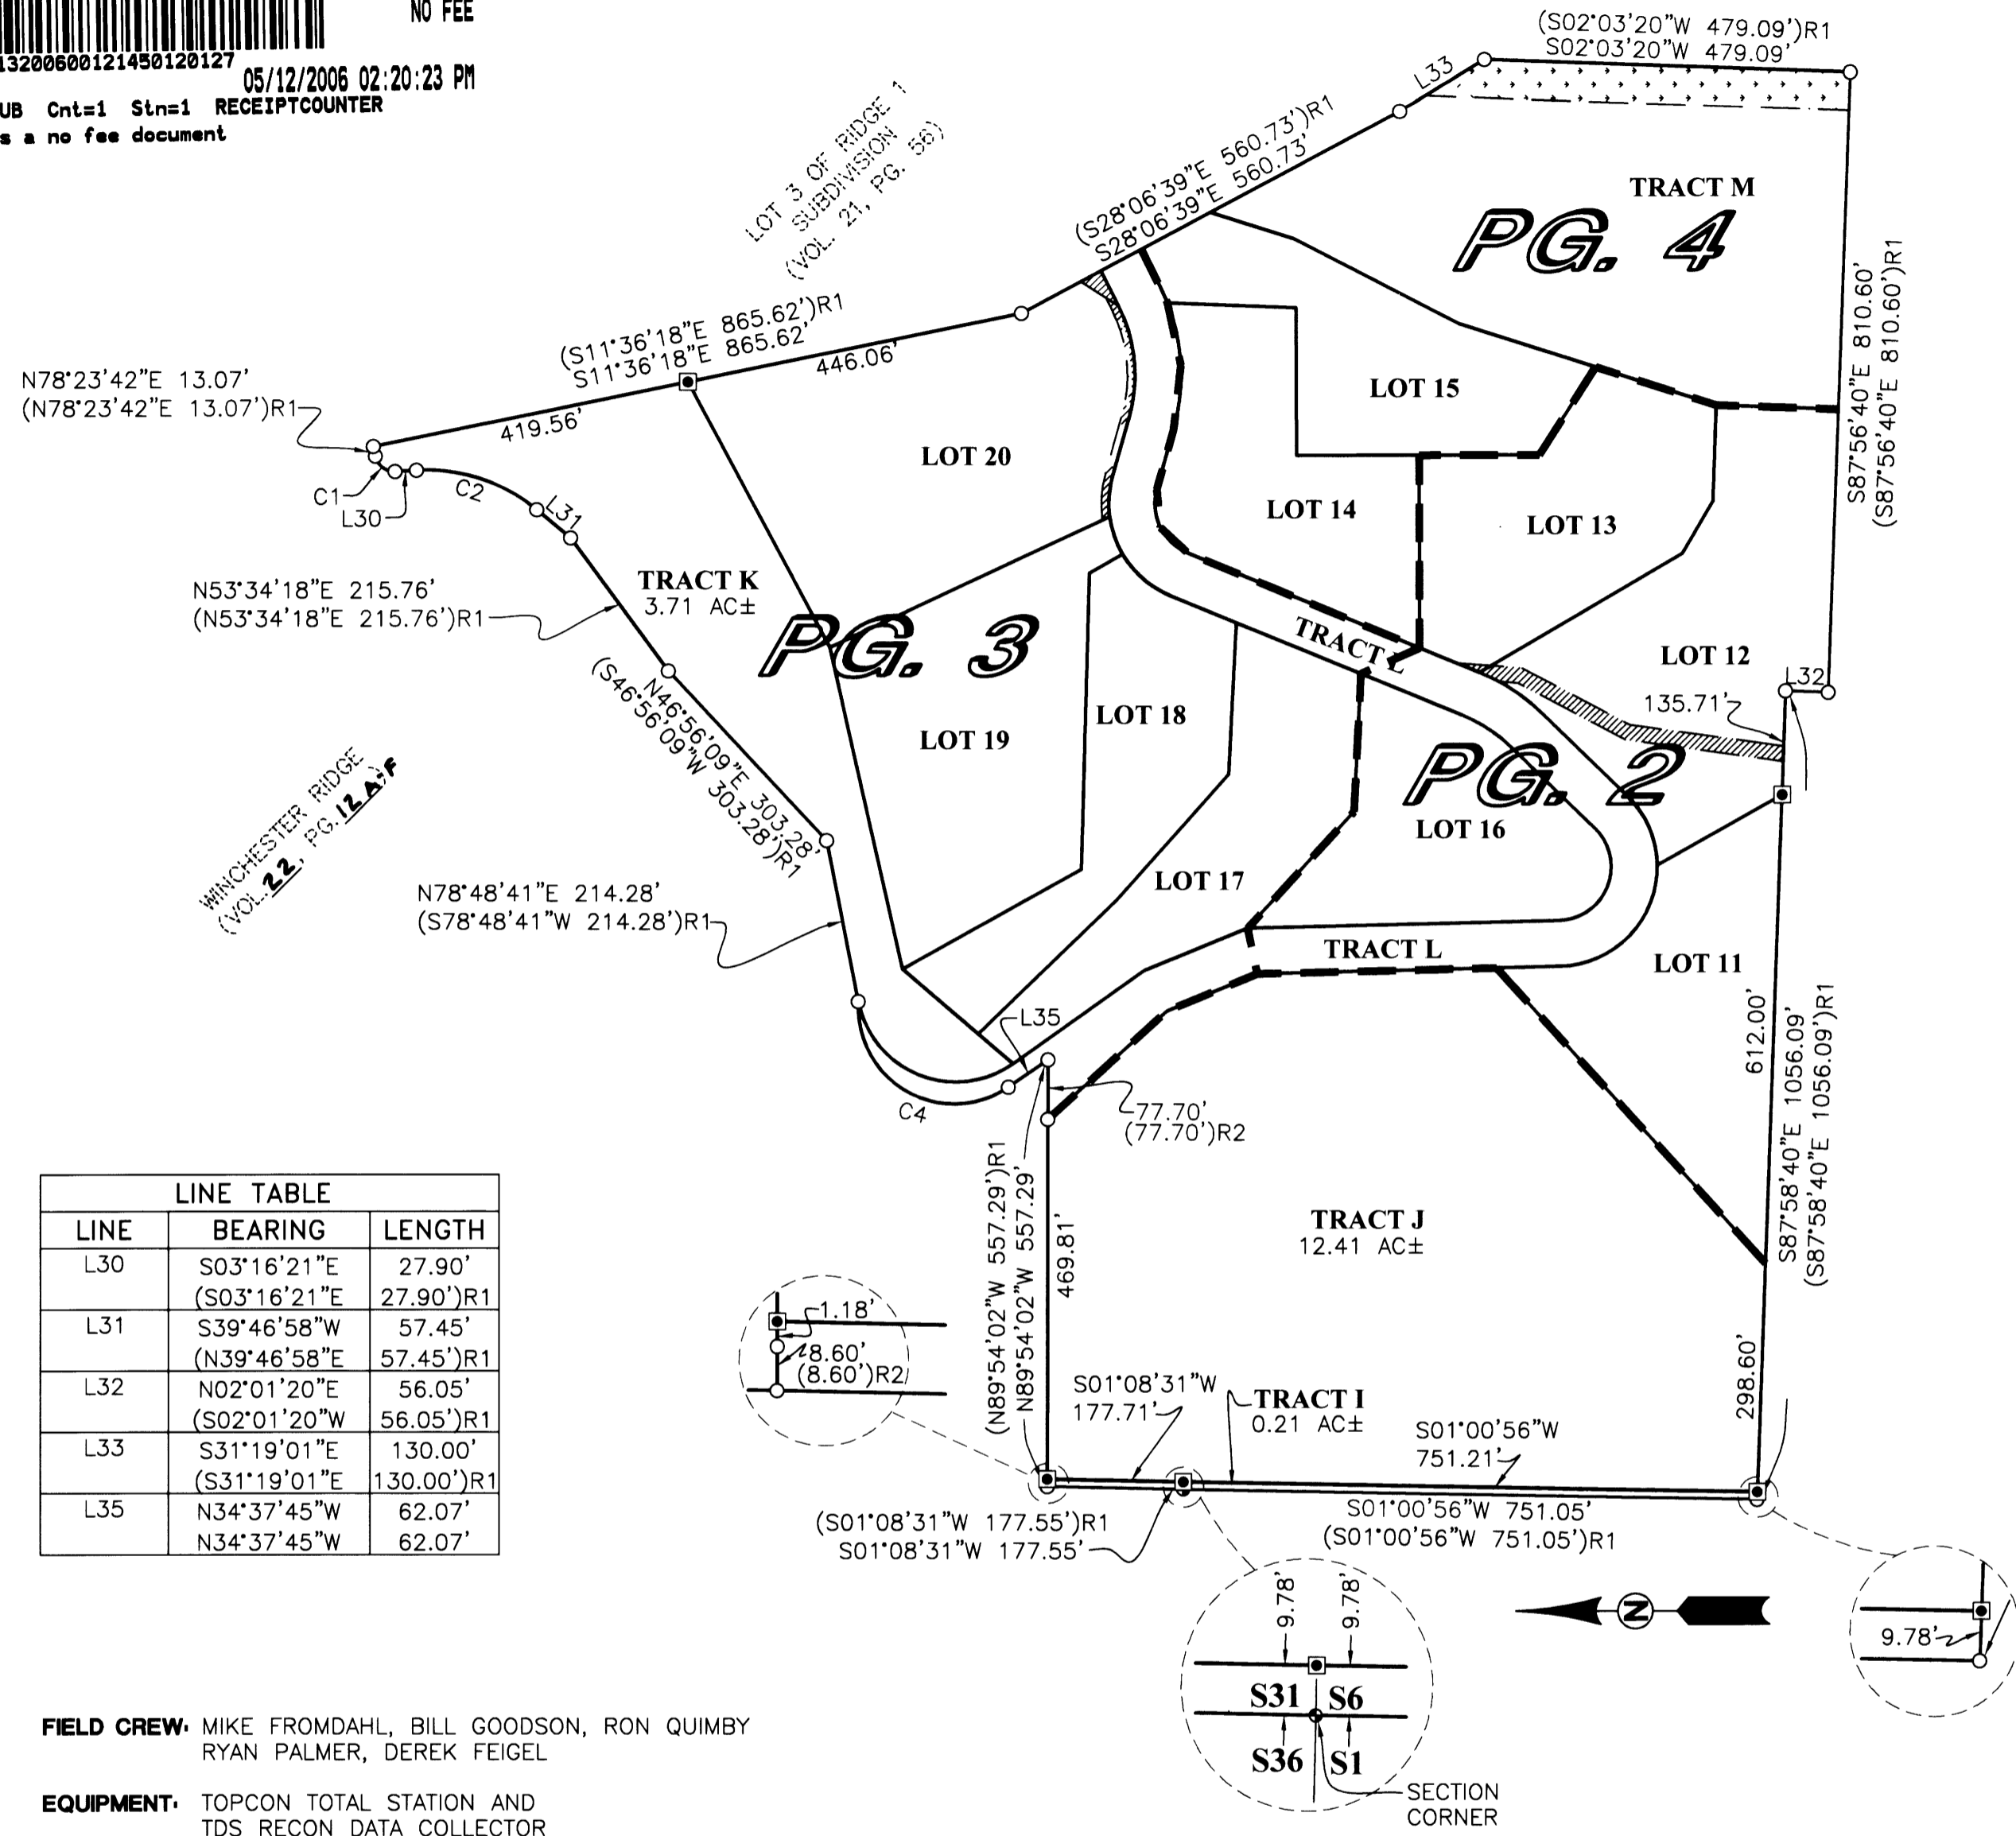 NO FEE
13200600121450120127
05/12/2006 02:20:23 PM
UB Cnt=1 Stn=1 RECEIPTCOUNTER
s a no fee document
(S02°03'20"W 479.09')R1
S02°03'20"W 479.09'
L33
LOT 3 OF RIDGE 1
SUBDIVISION
(VOL. 21, PG. 56)
(S28°06'39"E 560.73')R1
S28°06'39"E 560.73'
TRACT M
PG. 4
S87°56'40"E 810.60'
(S87°56'40"E 810.60')R1
(S11°36'18"E 865.62')R1
S11°36'18"E 865.62'
446.06'
419.56'
N78°23'42"E 13.07'
(N78°23'42"E 13.07')R1
C1
L30
C2
L31
LOT 20
LOT 15
LOT 14
LOT 13
N53°34'18"E 215.76'
(N53°34'18"E 215.76')R1
TRACT K
3.71 AC±
PG. 3
TRACT L
LOT 12
L32
135.71'
N46°56'09"E 303.28'
(S46°56'09"W 303.28')R1
LOT 19
LOT 18
PG. 2
LOT 16
WINCHESTER RIDGE
(VOL. 22, PG. 12 A-F
N78°48'41"E 214.28'
(S78°48'41"W 214.28')R1
LOT 17
TRACT L
LOT 11
612.00'
S87°58'40"E 1056.09'
(S87°58'40"E 1056.09')R1
L35
C4
77.70'
(77.70')R2
(N89°54'02"W 557.29')R1
N89°54'02"W 557.29'
469.81'
TRACT J
12.41 AC±
298.60'
LINE TABLE
LINE BEARING LENGTH
L30 S03°16'21"E 27.90'
(S03°16'21"E 27.90')R1
L31 S39°46'58"W 57.45'
(N39°46'58"E 57.45')R1
L32 N02°01'20"E 56.05'
(S02°01'20"W 56.05')R1
L33 S31°19'01"E 130.00'
(S31°19'01"E 130.00')R1
L35 N34°37'45"W 62.07'
N34°37'45"W 62.07'
1.18'
8.60'
(8.60')R2
S01°08'31"W
177.71'
TRACT I
0.21 AC±
S01°00'56"W
751.21'
(S01°08'31"W 177.55')R1
S01°08'31"W 177.55'
S01°00'56"W 751.05'
(S01°00'56"W 751.05')R1
9.78'
9.78'
S31 S6
S36 S1
SECTION
CORNER
N
9.78'
FIELD CREW: MIKE FROMDAHL, BILL GOODSON, RON QUIMBY
RYAN PALMER, DEREK FEIGEL
EQUIPMENT: TOPCON TOTAL STATION AND
TDS RECON DATA COLLECTOR